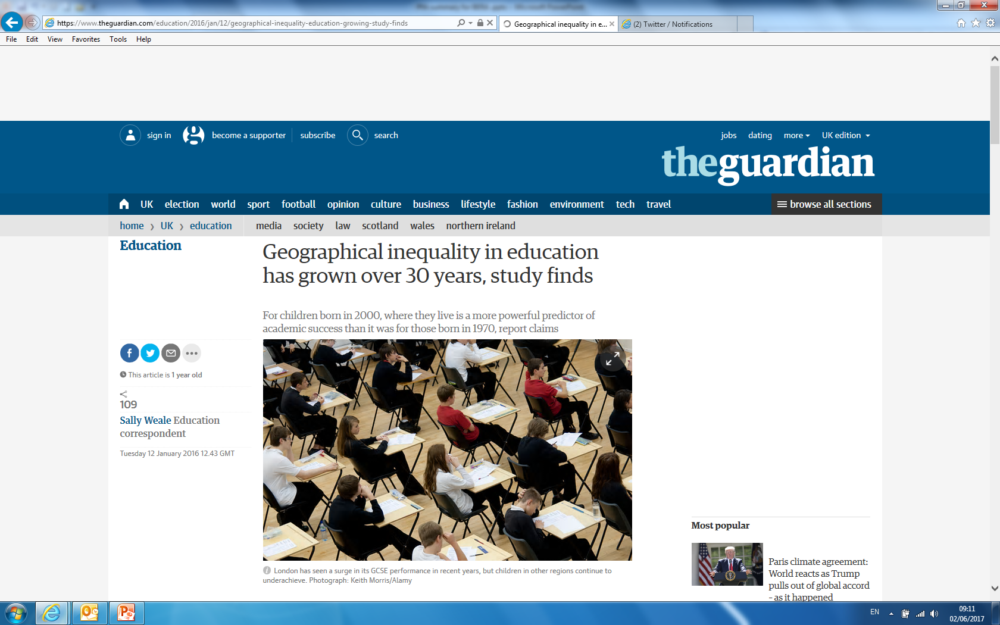 https://www.theguardian.com/education/2016/jan/12/geographical-inequality-education-growing-study-finds
Geographical inequality in e...
(2) Twitter / Notifications
File Edit View Favorites Tools Help
sign in
become a supporter
subscribe
search
jobs dating more UK edition
theguardian
UK election world sport football opinion culture business lifestyle fashion environment tech travel
browse all sections
home › UK › education
media society law scotland wales northern ireland
Education
Geographical inequality in education
has grown over 30 years, study finds
For children born in 2000, where they live is a more powerful predictor of
academic success than it was for those born in 1970, report claims
This article is 1 year old
109
Sally Weale Education
correspondent
Tuesday 12 January 2016 12.43 GMT
London has seen a surge in its GCSE performance in recent years, but children in other regions continue to
underachieve. Photograph: Keith Morris/Alamy
Most popular
Paris climate agreement:
World reacts as Trump
pulls out of global accord
– as it happened
EN
09:11
02/06/2017